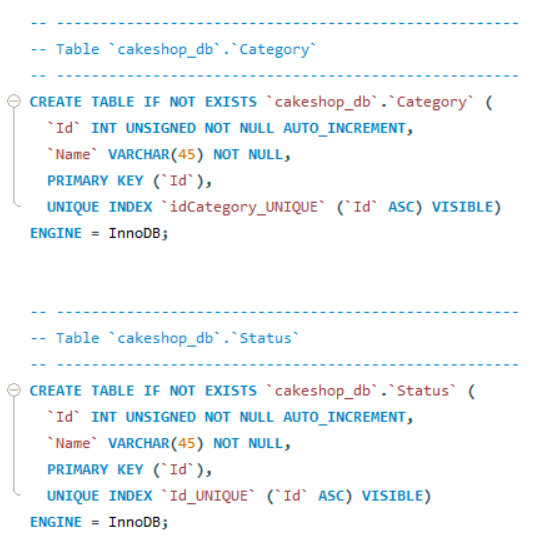 -- -----------------------------------------------------
-- Table `cakeshop_db`.`Category`
-- -----------------------------------------------------
CREATE TABLE IF NOT EXISTS `cakeshop_db`.`Category` (
  `Id` INT UNSIGNED NOT NULL AUTO_INCREMENT,
  `Name` VARCHAR(45) NOT NULL,
  PRIMARY KEY (`Id`),
  UNIQUE INDEX `idCategory_UNIQUE` (`Id` ASC) VISIBLE)
ENGINE = InnoDB;
-- -----------------------------------------------------
-- Table `cakeshop_db`.`Status`
-- -----------------------------------------------------
CREATE TABLE IF NOT EXISTS `cakeshop_db`.`Status` (
  `Id` INT UNSIGNED NOT NULL AUTO_INCREMENT,
  `Name` VARCHAR(45) NOT NULL,
  PRIMARY KEY (`Id`),
  UNIQUE INDEX `Id_UNIQUE` (`Id` ASC) VISIBLE)
ENGINE = InnoDB;